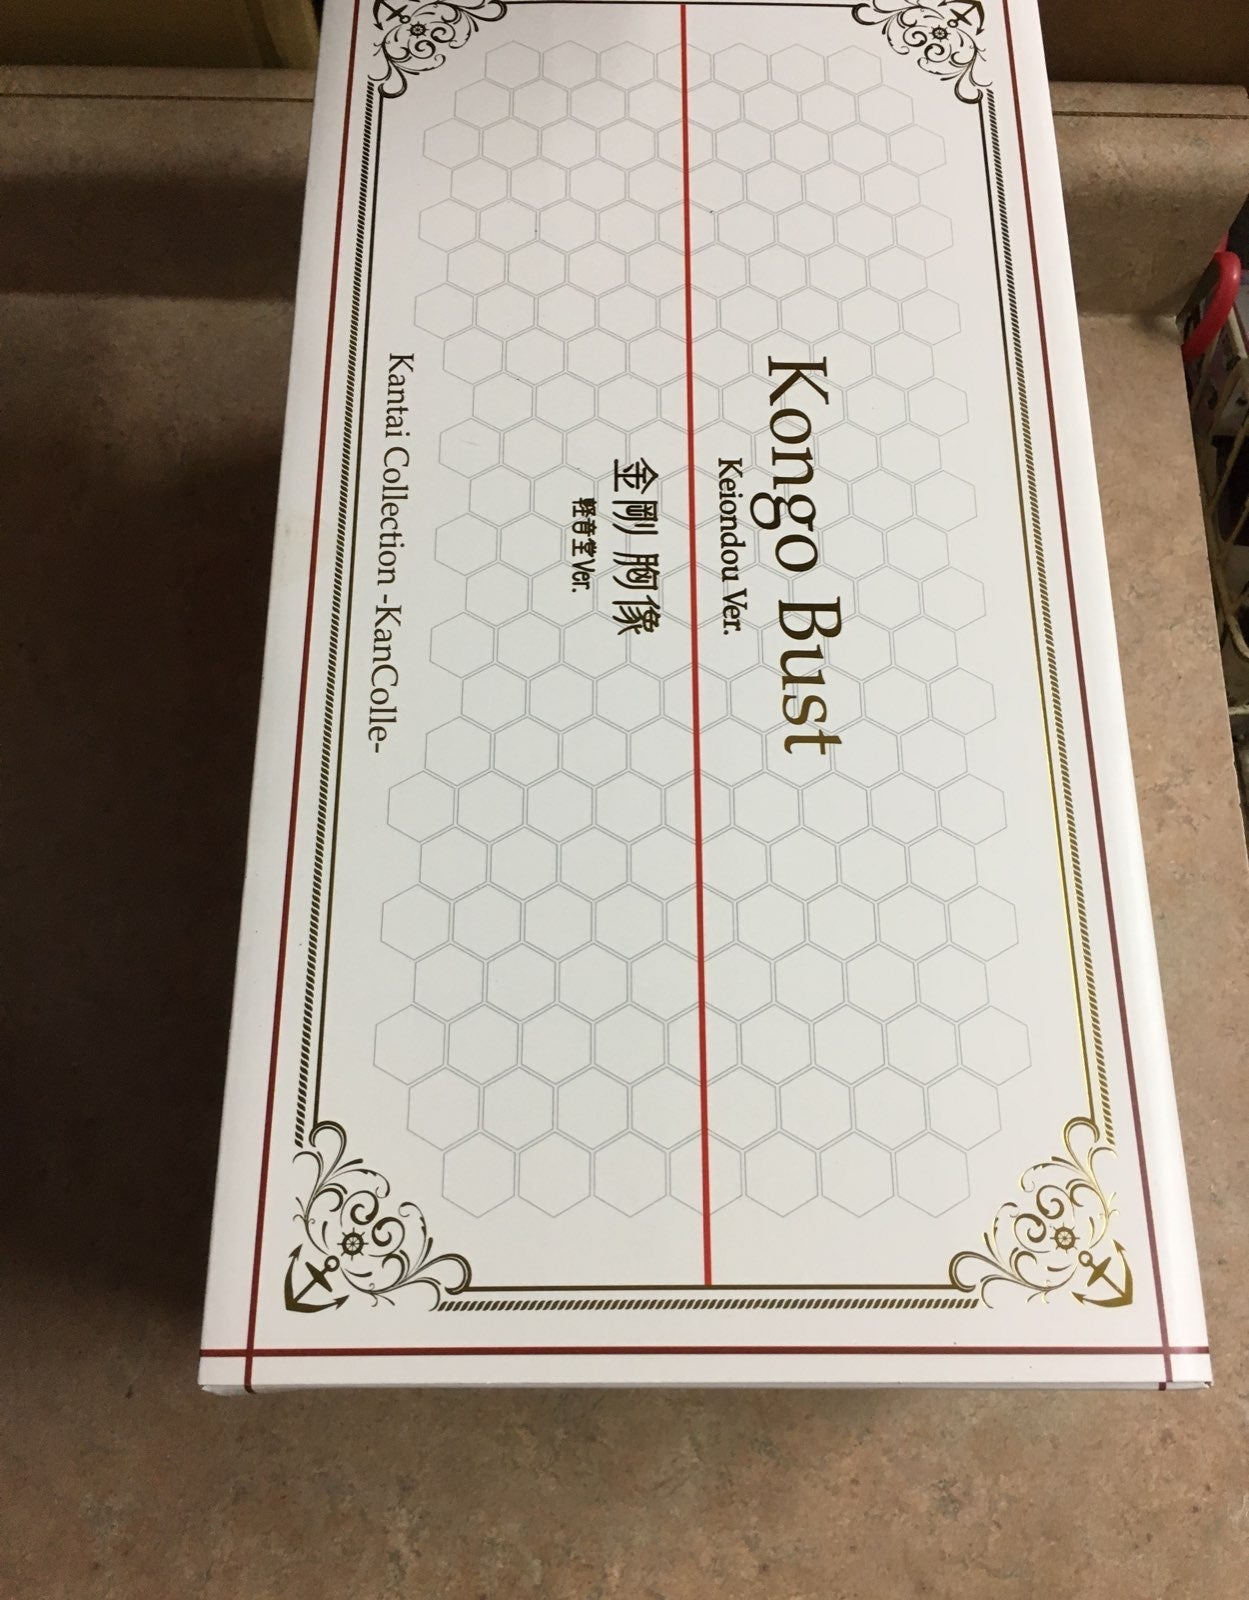 Kongo Bust
Keiondou Ver.
金剛 胸像
軽音堂Ver.
Kantai Collection -KanColle-